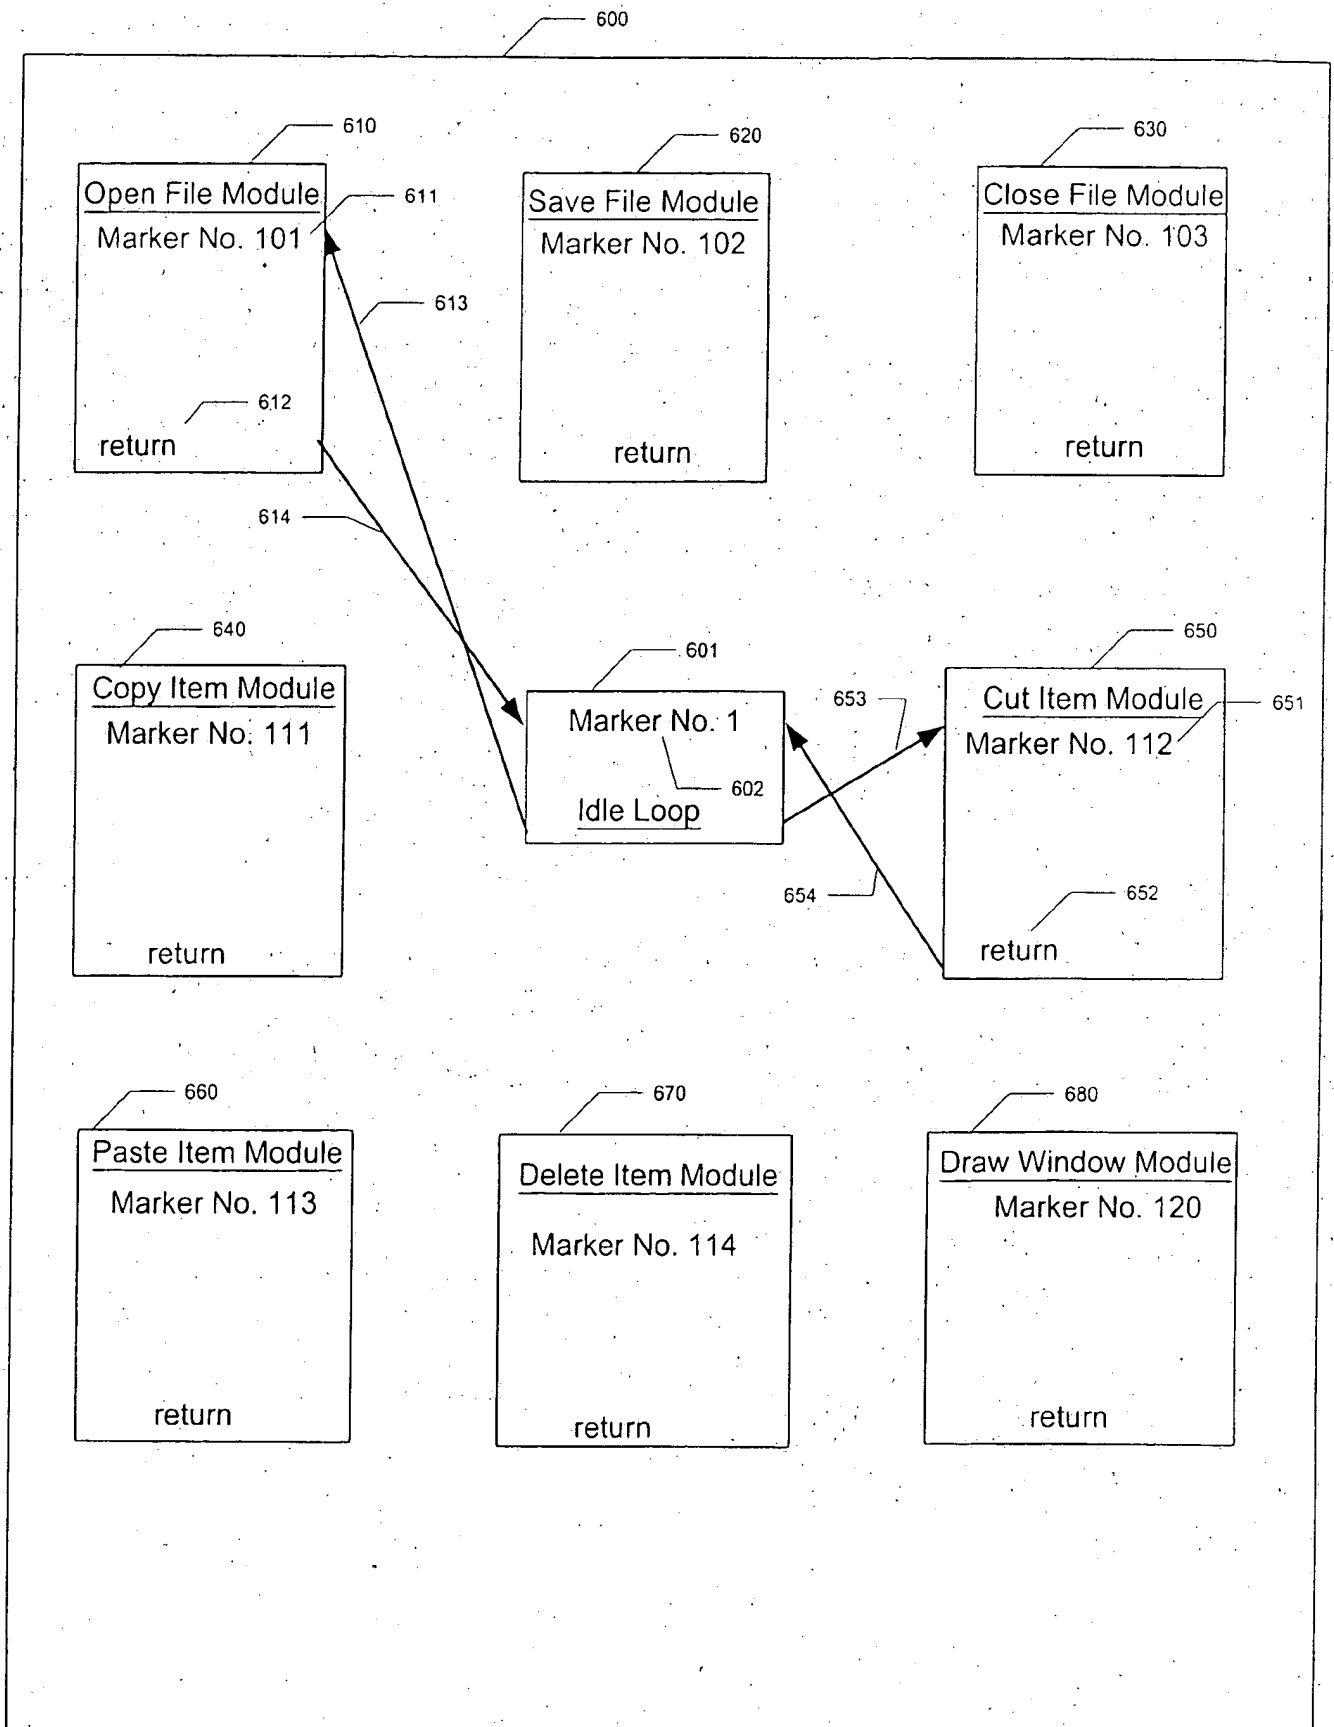 600
610
620
630
Open File Module
611
Marker No. 101
Save File Module
Marker No. 102
Close File Module
Marker No. 103
613
612
return
return
return
614
640
Copy Item Module
Marker No. 111
return
601
Marker No. 1
602
Idle Loop
653
654
650
Cut Item Module
651
Marker No. 112
652
return
660
Paste Item Module
Marker No. 113
return
670
Delete Item Module
Marker No. 114
return
680
Draw Window Module
Marker No. 120
return